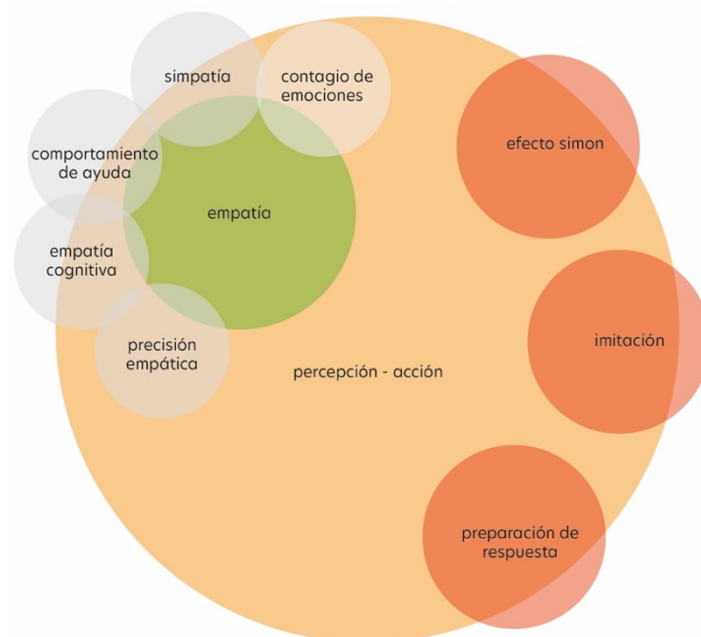 simpatía
contagio de
emociones
efecto simon
comportamiento
de ayuda
empatía
empatía
cognitiva
imitación
precisión
empática
percepción - acción
preparación de
respuesta